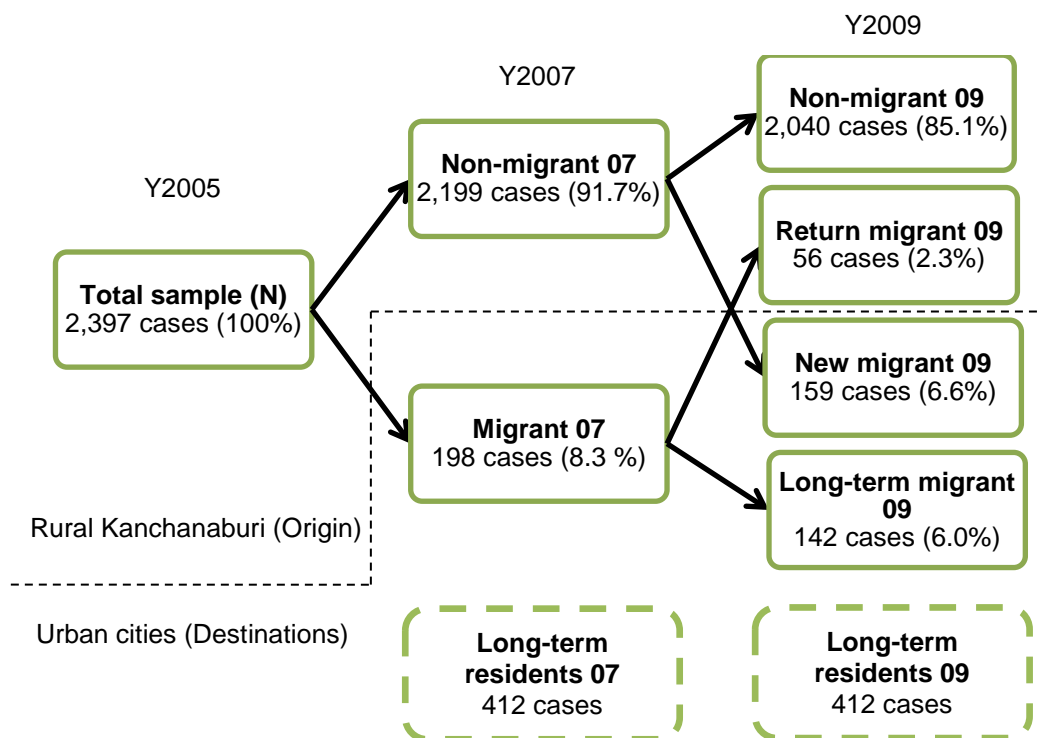 Y2005
Total sample (N)
2,397 cases (100%)
Y2007
Non-migrant 07
2,199 cases (91.7%)
Migrant 07
198 cases (8.3 %)
Y2009
Non-migrant 09
2,040 cases (85.1%)
Return migrant 09
56 cases (2.3%)
New migrant 09
159 cases (6.6%)
Long-term migrant
09
142 cases (6.0%)
Rural Kanchanaburi (Origin)
Urban cities (Destinations)
Long-term
residents 07
412 cases
Long-term
residents 09
412 cases